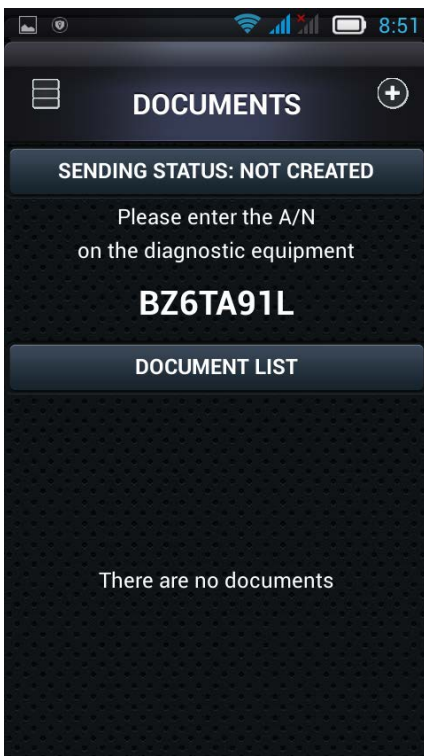 8:51
DOCUMENTS
SENDING STATUS: NOT CREATED
Please enter the A/N
on the diagnostic equipment
BZ6TA91L
DOCUMENT LIST
There are no documents